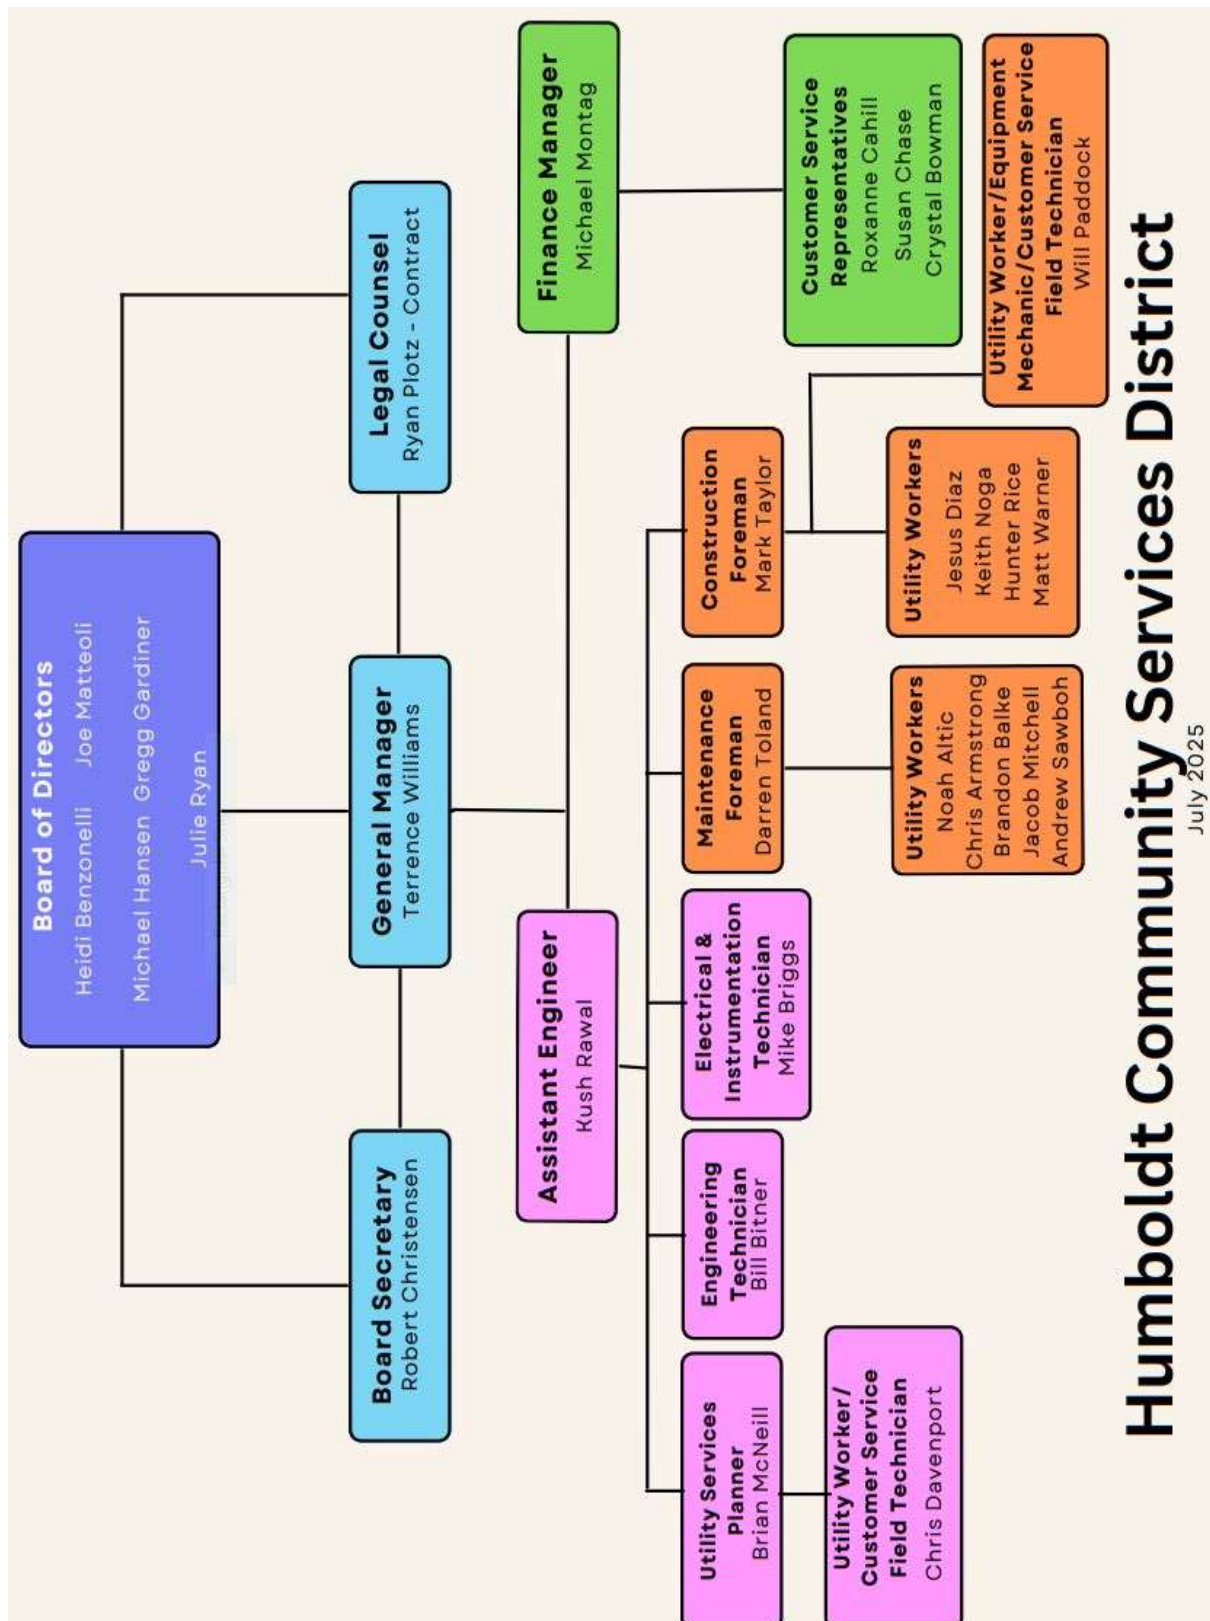 Board of Directors
Heidi Benzonelli Joe Matteoli
Michael Hansen Gregg Gardiner
Julie Ryan
Board Secretary
Robert Christensen
General Manager
Terrence Williams
Legal Counsel
Ryan Plotz - Contract
Assistant Engineer
Kush Rawal
Finance Manager
Michael Montag
Utility Services
Planner
Brian McNeill
Engineering
Technician
Bill Bitner
Electrical &
Instrumentation
Technician
Mike Briggs
Maintenance
Foreman
Darren Toland
Construction
Foreman
Mark Taylor
Customer Service
Representatives
Roxanne Cahill
Susan Chase
Crystal Bowman
Utility Worker/
Customer Service
Field Technician
Chris Davenport
Utility Workers
Noah Altic
Chris Armstrong
Brandon Balke
Jacob Mitchell
Andrew Sawboh
Utility Workers
Jesus Diaz
Keith Noga
Hunter Rice
Matt Warner
Utility Worker/Equipment
Mechanic/Customer Service
Field Technician
Will Paddock
Humboldt Community Services District
July 2025